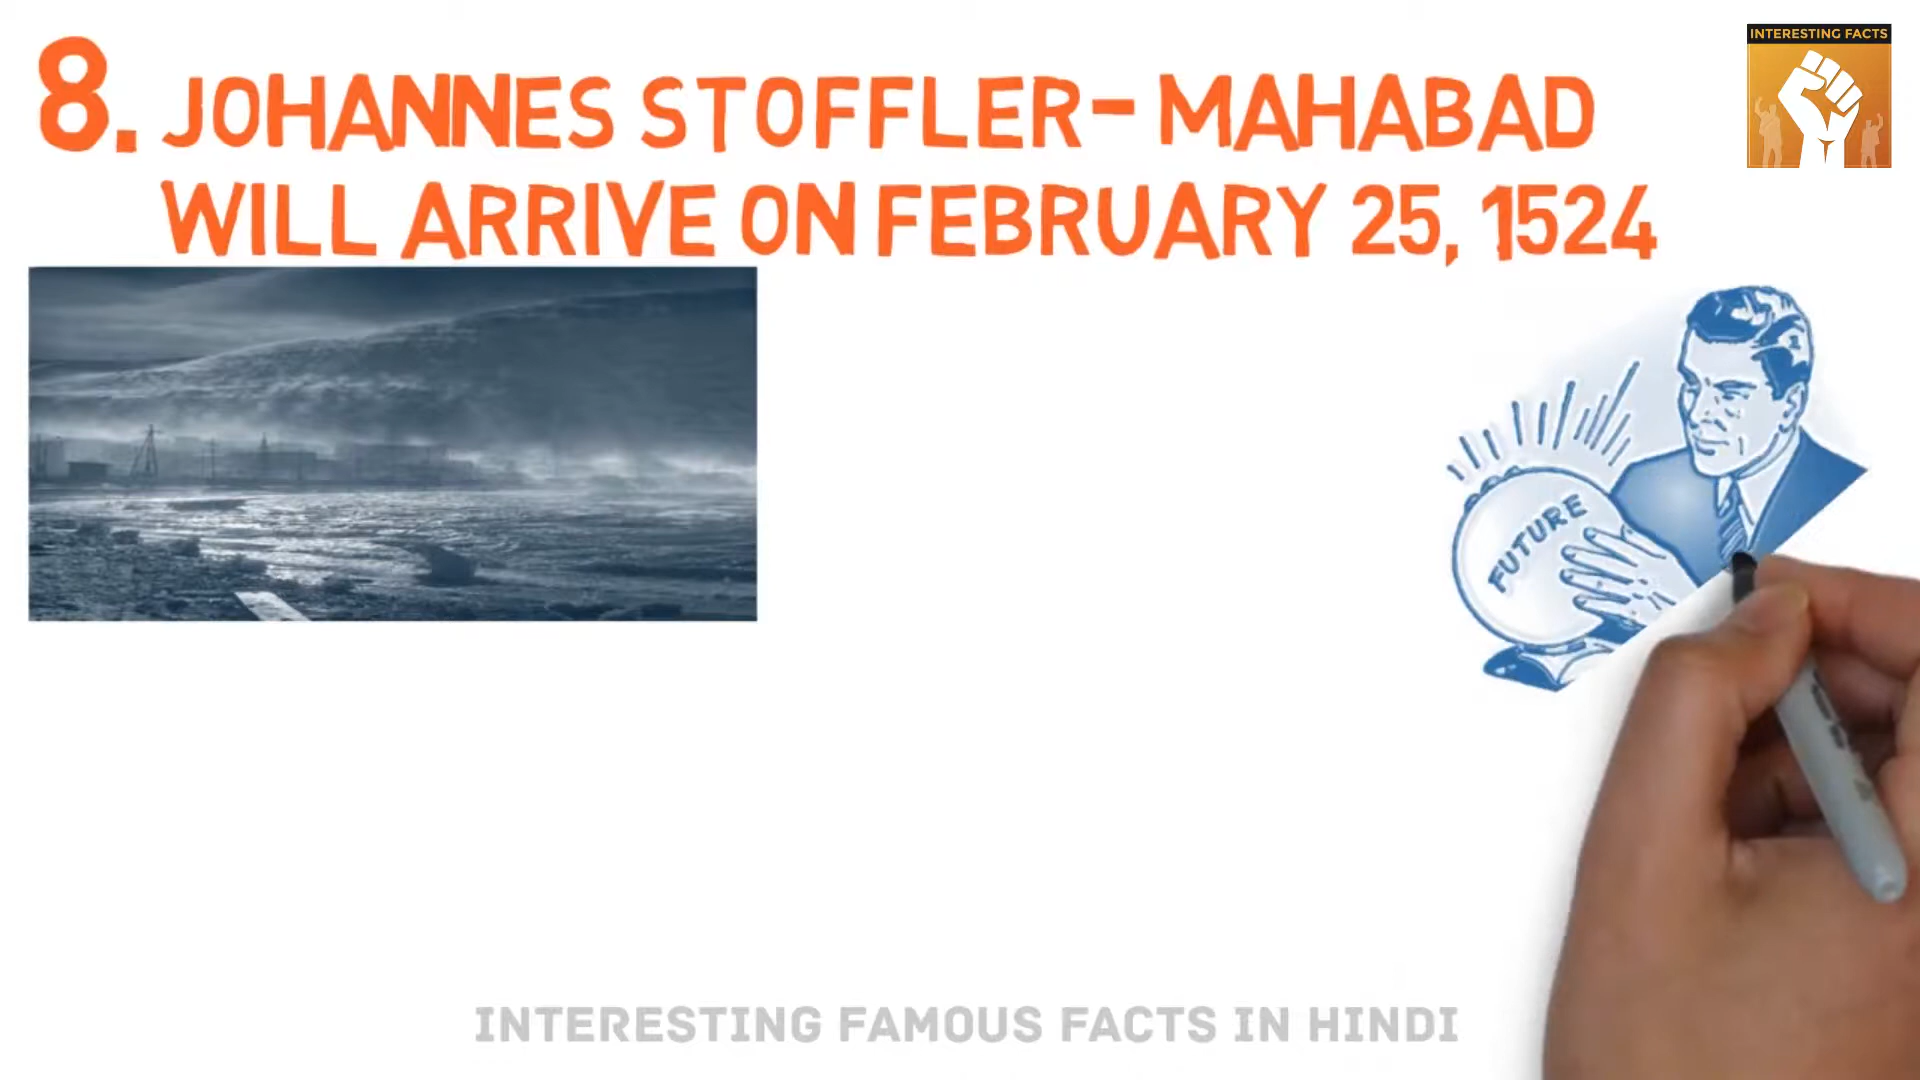 INTERESTING FACTS
8. JOHANNES STOFFLER- MAHABAD
WILL ARRIVE ON FEBRUARY 25, 1524
FUTURE
INTERESTING FAMOUS FACTS IN HINDI